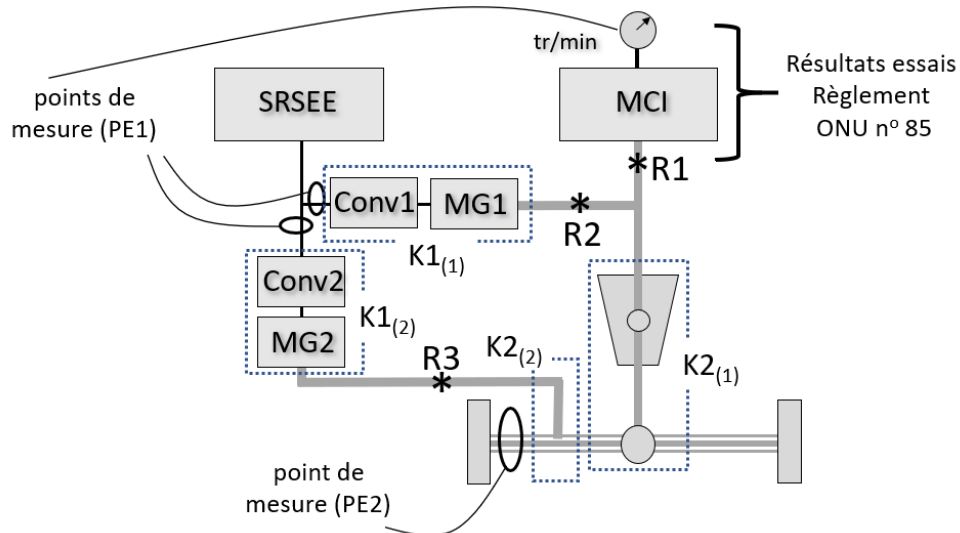 tr/min
SRSEE
MCI
Résultats essais
Règlement
ONU nº 85
points de
mesure (PE1)
*R1
Conv1
MG1
*
R2
K1(1)
Conv2
MG2
K1(2)
R3
*
K2(2)
K2(1)
point de
mesure (PE2)